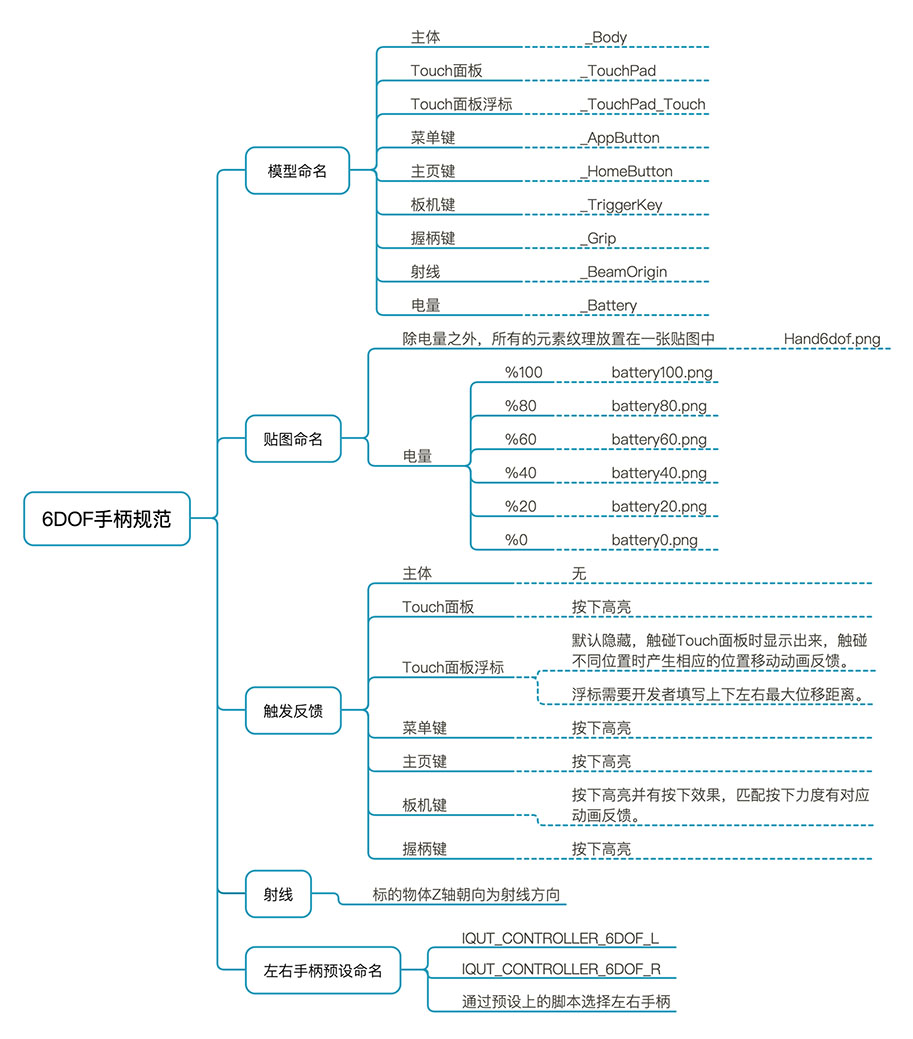 6DOF手柄规范
模型命名
主体 _Body
Touch面板 _TouchPad
Touch面板浮标 _TouchPad_Touch
菜单键 _AppButton
主页键 _HomeButton
板机键 _TriggerKey
握柄键 _Grip
射线 _BeamOrigin
电量 _Battery
贴图命名
除电量之外，所有的元素纹理放置在一张贴图中 Hand6dof.png
电量
%100 battery100.png
%80 battery80.png
%60 battery60.png
%40 battery40.png
%20 battery20.png
%0 battery0.png
触发反馈
主体 无
Touch面板 按下高亮
Touch面板浮标
默认隐藏，触碰Touch面板时显示出来，触碰
不同位置时产生相应的位置移动动画反馈。
浮标需要开发者填写上下左右最大位移距离。
菜单键 按下高亮
主页键 按下高亮
板机键
按下高亮并有按下效果，匹配按下力度有对应
动画反馈。
握柄键 按下高亮
射线
标的物体Z轴朝向为射线方向
左右手柄预设命名
IQUT_CONTROLLER_6DOF_L
IQUT_CONTROLLER_6DOF_R
通过预设上的脚本选择左右手柄